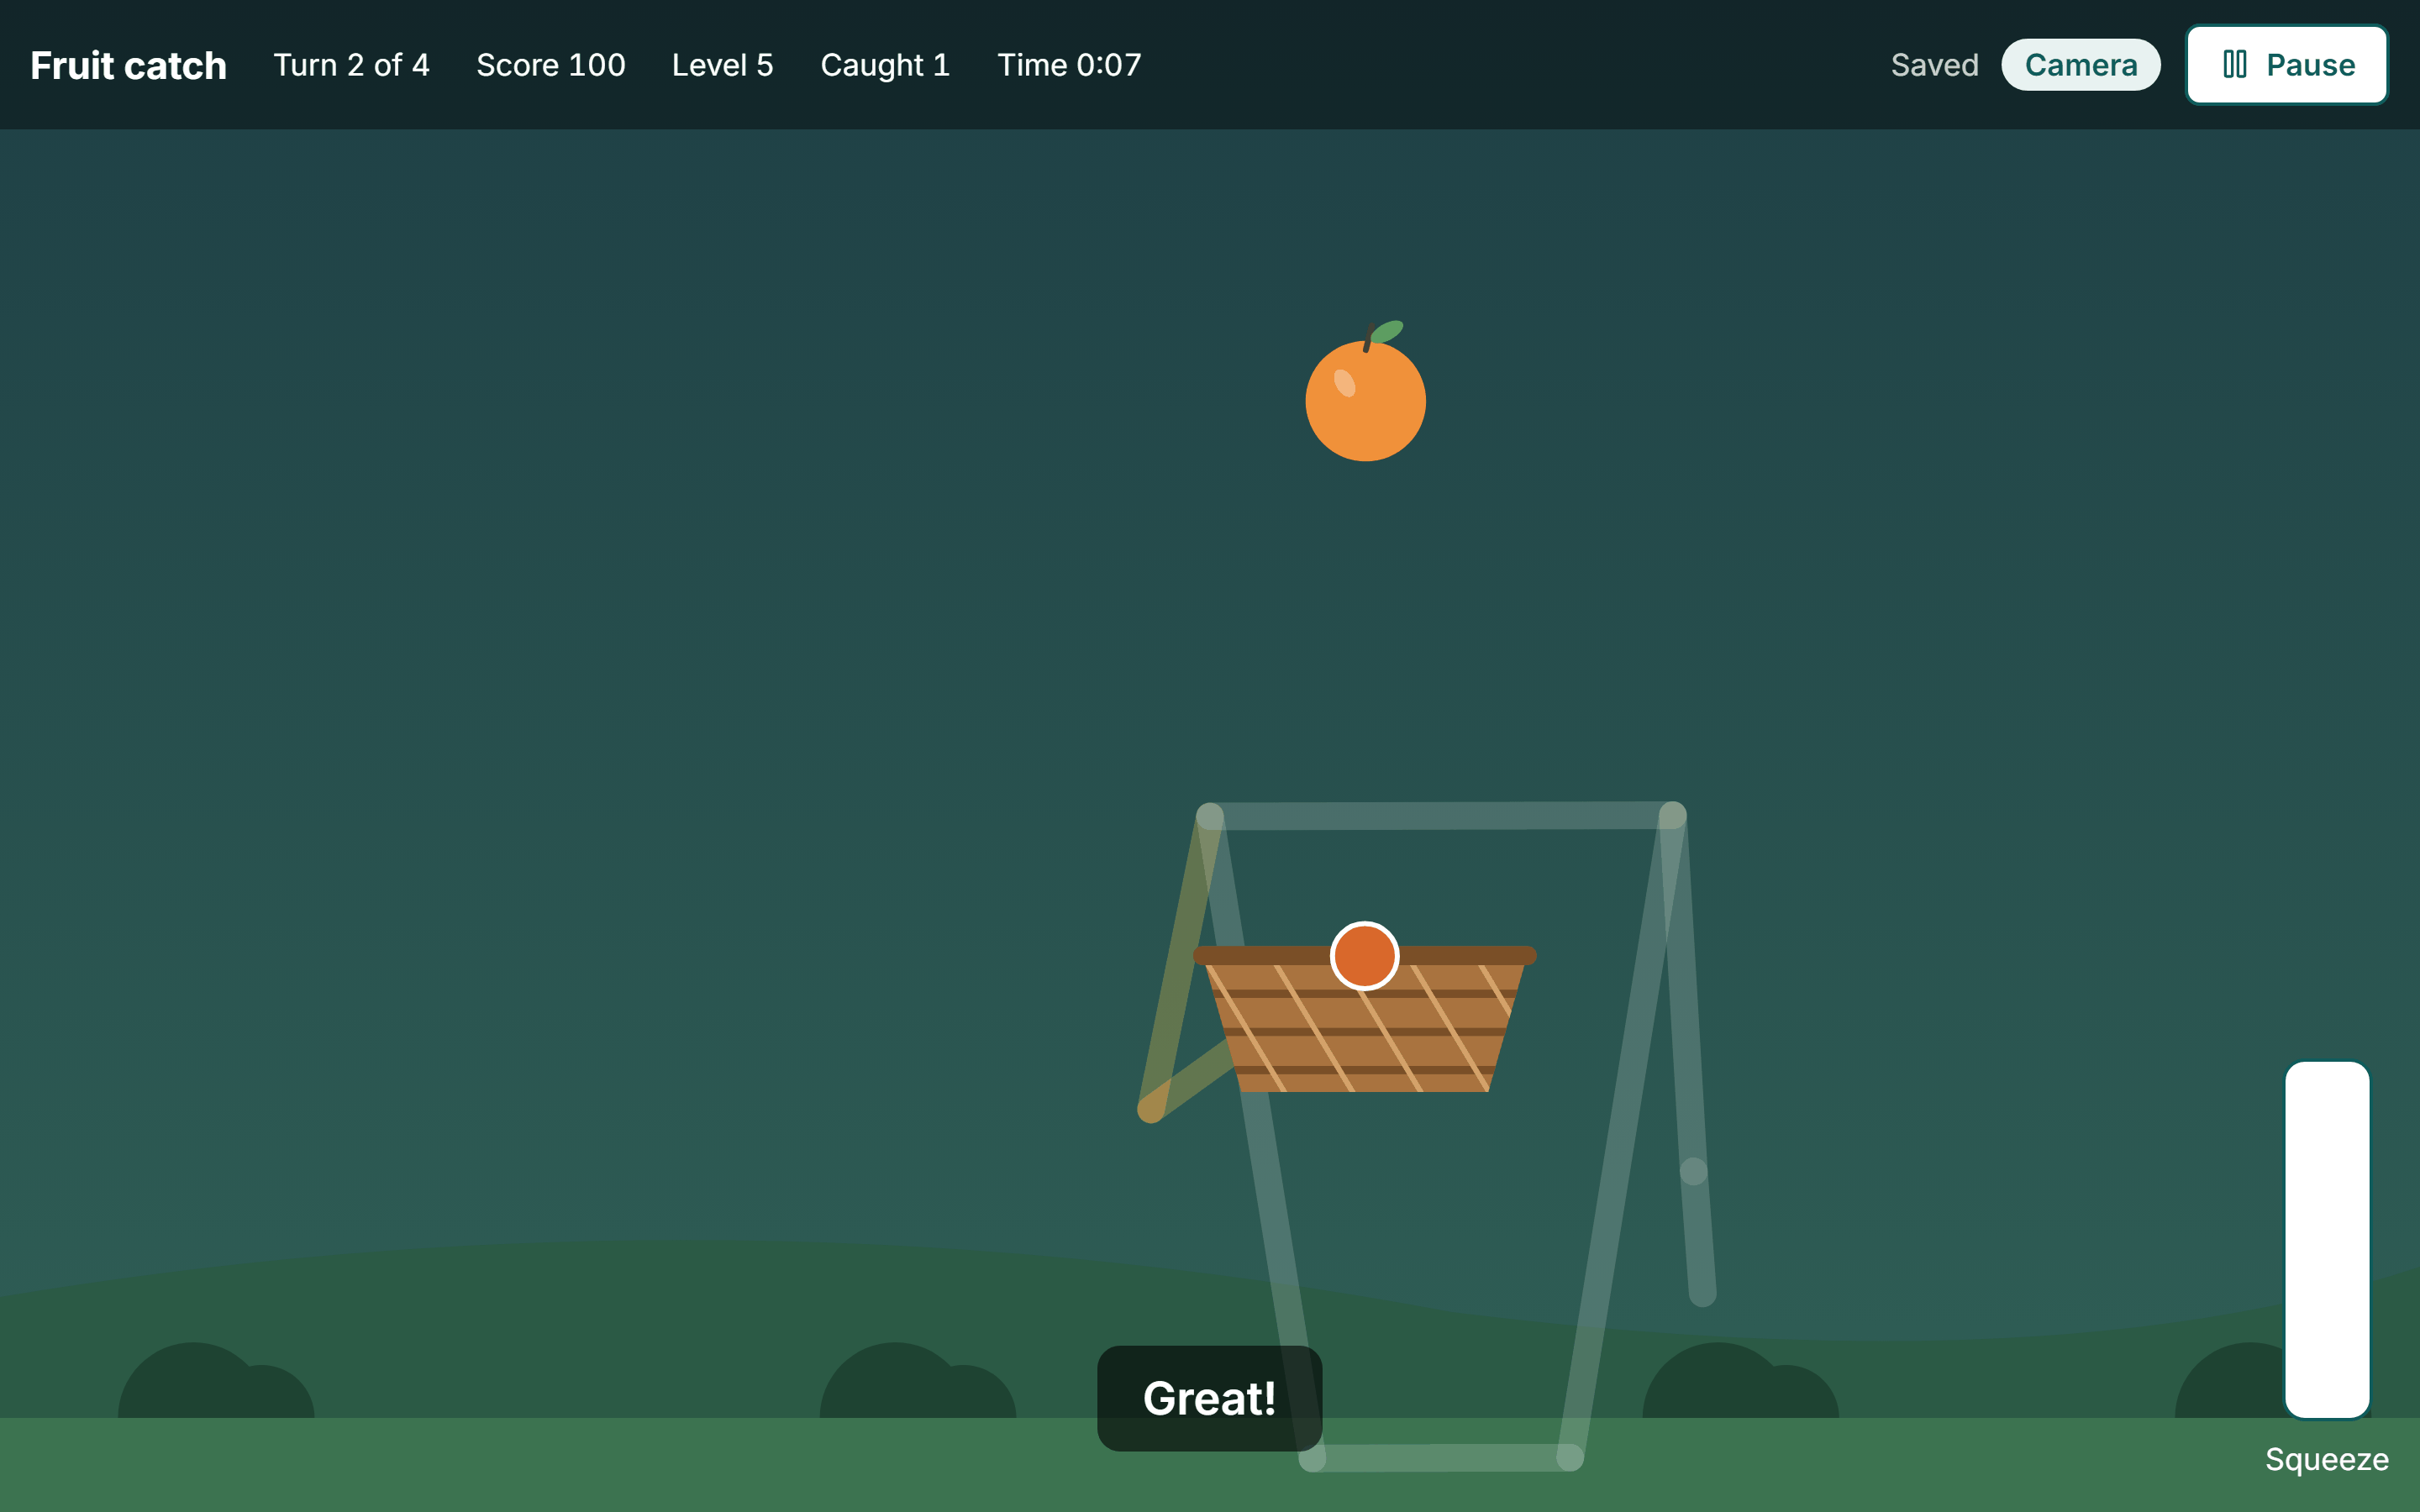 Fruit catch Turn 2 of 4 Score 100 Level 5 Caught 1 Time 0:07 Saved Camera Pause
Great!
Squeeze